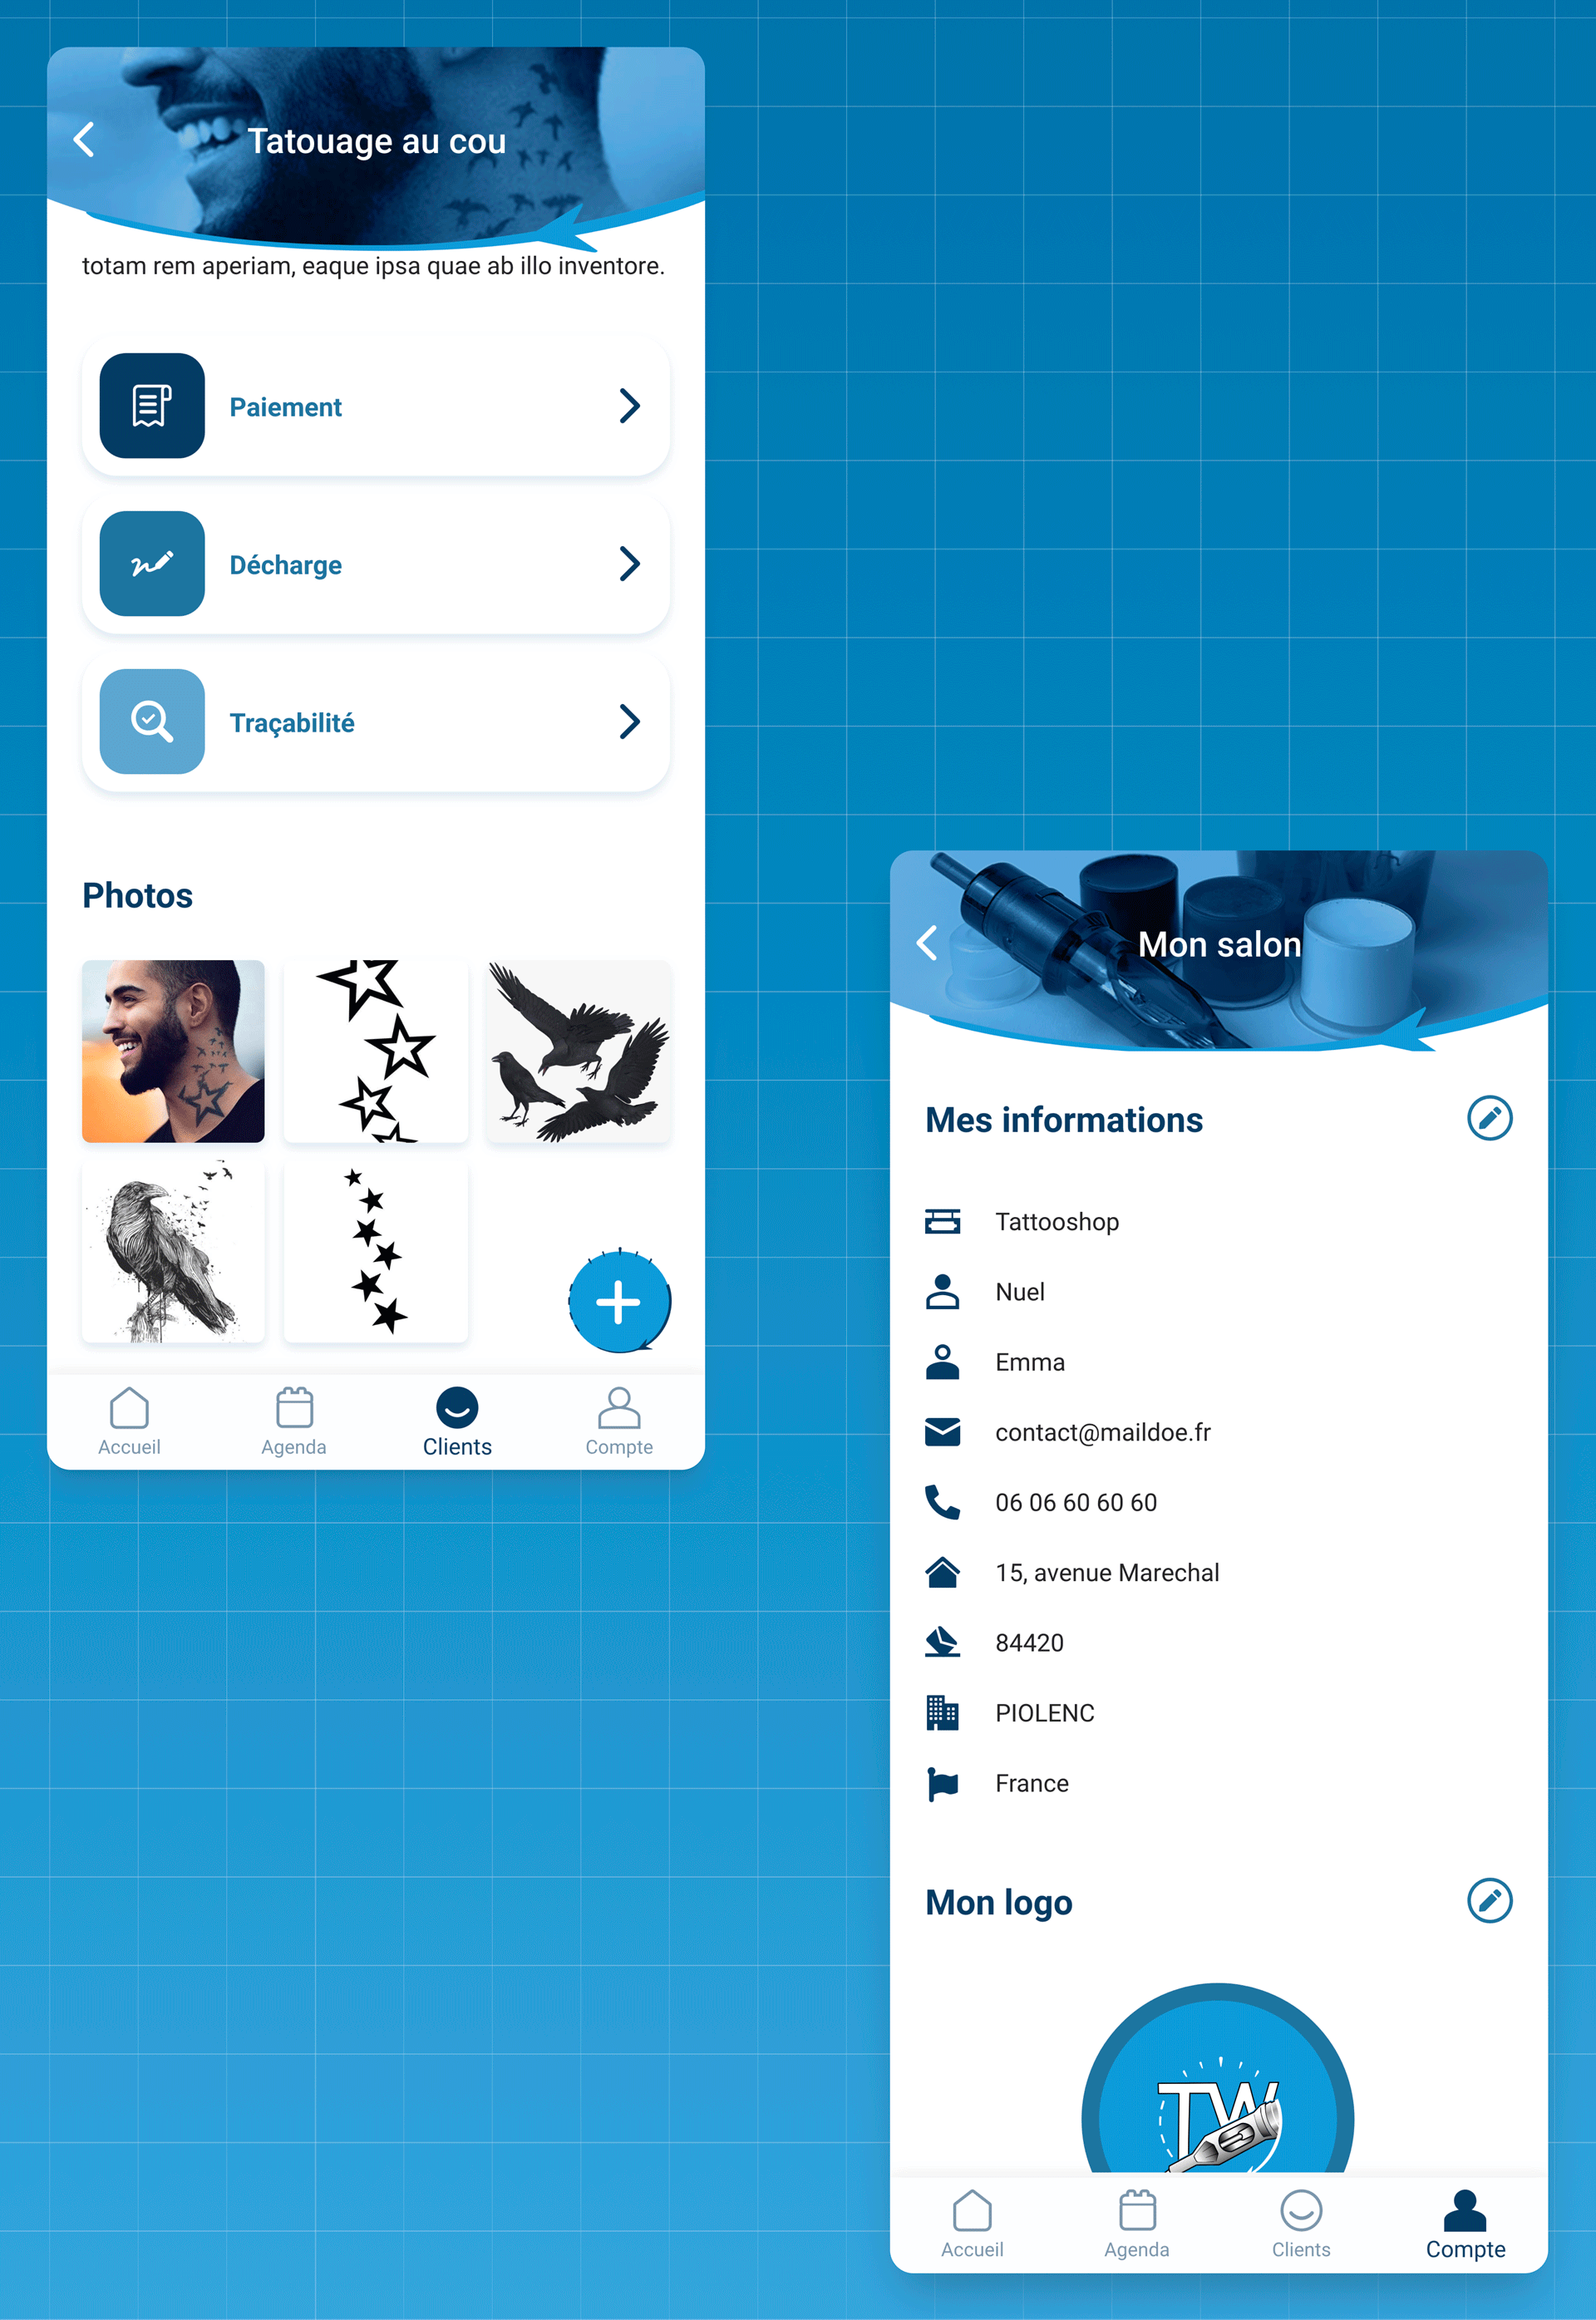 Tatouage au cou
totam rem aperiam, eaque ipsa quae ab illo inventore.
Paiement
Décharge
Traçabilité
Photos
Accueil
Agenda
Clients
Compte
Mon salon
Mes informations
Tattooshop
Nuel
Emma
contact@maildoe.fr
06 06 60 60 60
15, avenue Marechal
84420
PIOLENC
France
Mon logo
TW
Accueil
Agenda
Clients
Compte